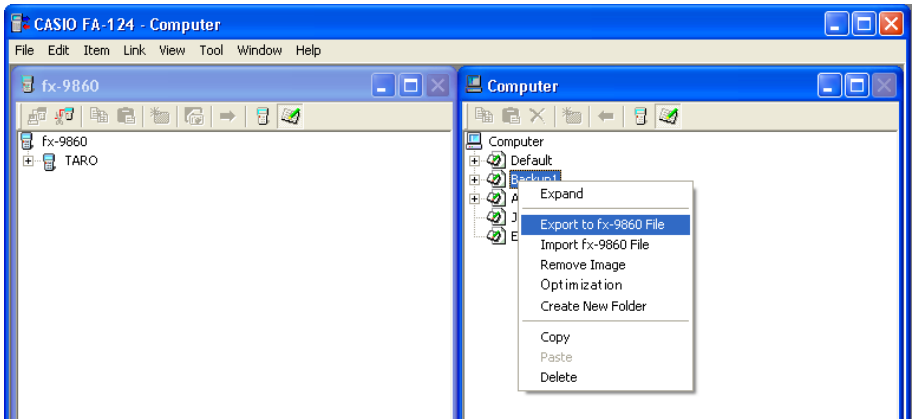 CASIO FA-124 - Computer
File Edit Item Link View Tool Window Help
fx-9860
fx-9860
TARO
Computer
Computer
Default
Backup1
A
J
E
Expand
Export to fx-9860 File
Import fx-9860 File
Remove Image
Optimization
Create New Folder
Copy
Paste
Delete